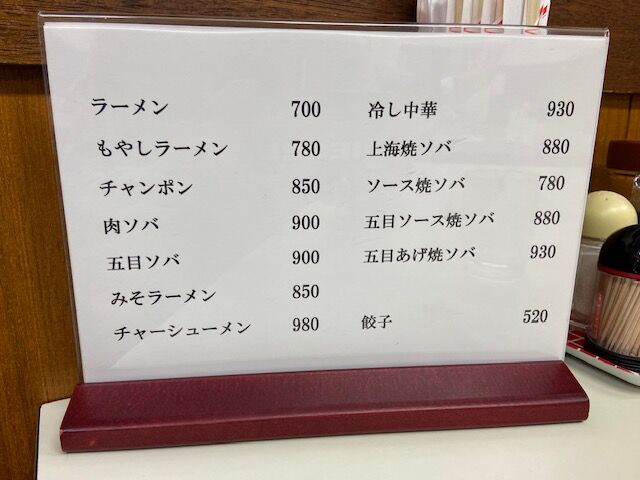 ラーメン 700
もやしラーメン 780
チャンポン 850
肉ソバ 900
五目ソバ 900
みそラーメン 850
チャーシューメン 980
冷し中華 930
上海焼ソバ 880
ソース焼ソバ 780
五目ソース焼ソバ 880
五目あげ焼ソバ 930
餃子 520